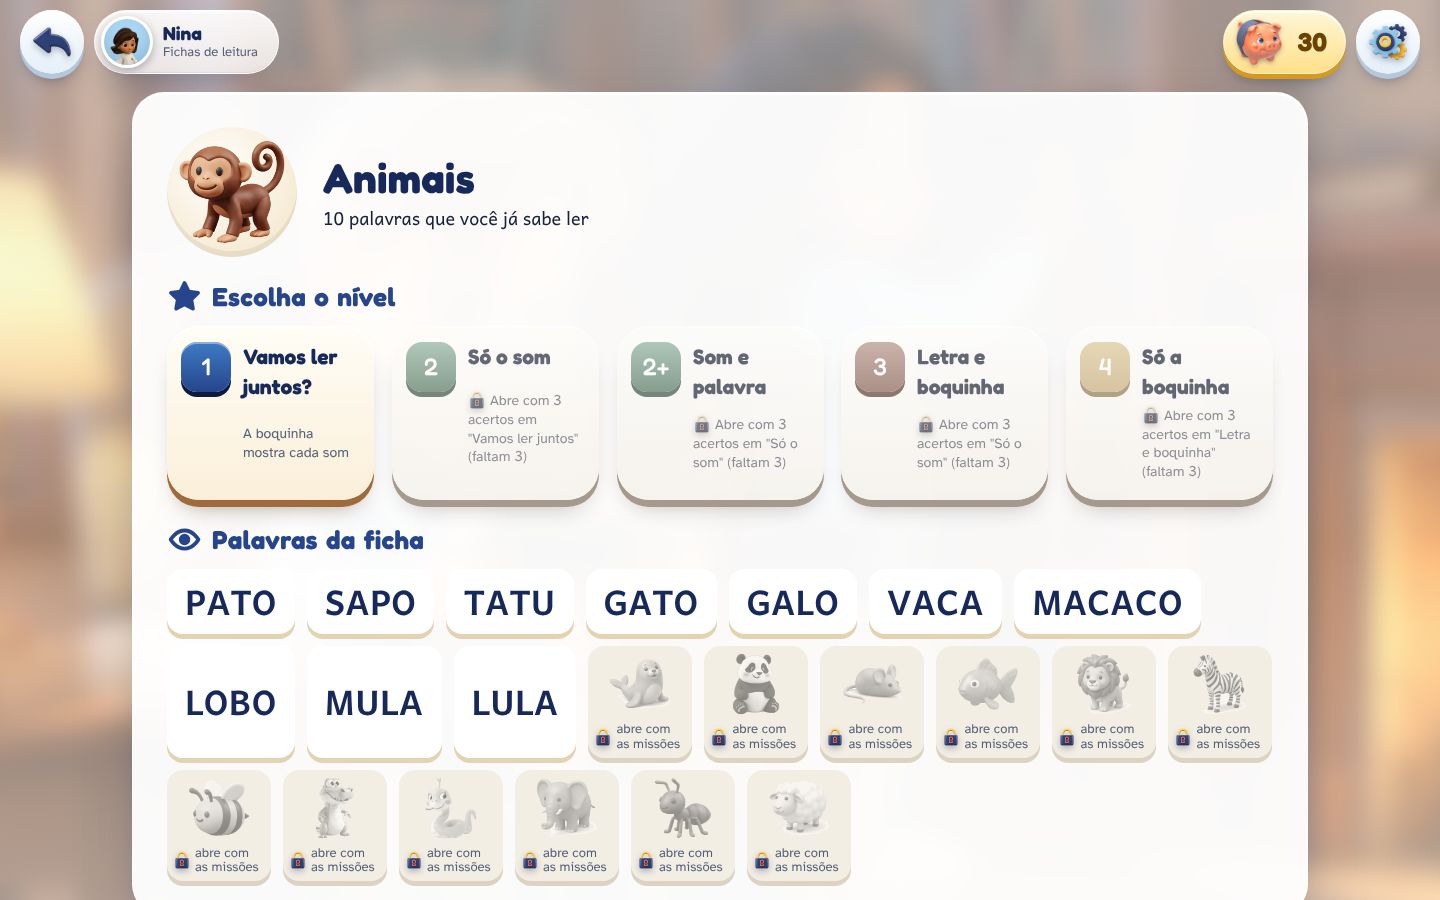 Nina
Fichas de leitura
30
Animais
10 palavras que você já sabe ler
Escolha o nível
1
Vamos ler
juntos?
A boquinha
mostra cada som
2
Só o som
Abre com 3
acertos em
"Vamos ler juntos"
(faltam 3)
2+
Som e
palavra
Abre com 3
acertos em "Só o
som" (faltam 3)
3
Letra e
boquinha
Abre com 3
acertos em "Só o
som" (faltam 3)
4
Só a
boquinha
Abre com 3
acertos em "Letra
e boquinha"
(faltam 3)
Palavras da ficha
PATO SAPO TATU GATO GALO VACA MACACO
LOBO MULA LULA
abre com
as missões
abre com
as missões
abre com
as missões
abre com
as missões
abre com
as missões
abre com
as missões
abre com
as missões
abre com
as missões
abre com
as missões
abre com
as missões
abre com
as missões
abre com
as missões